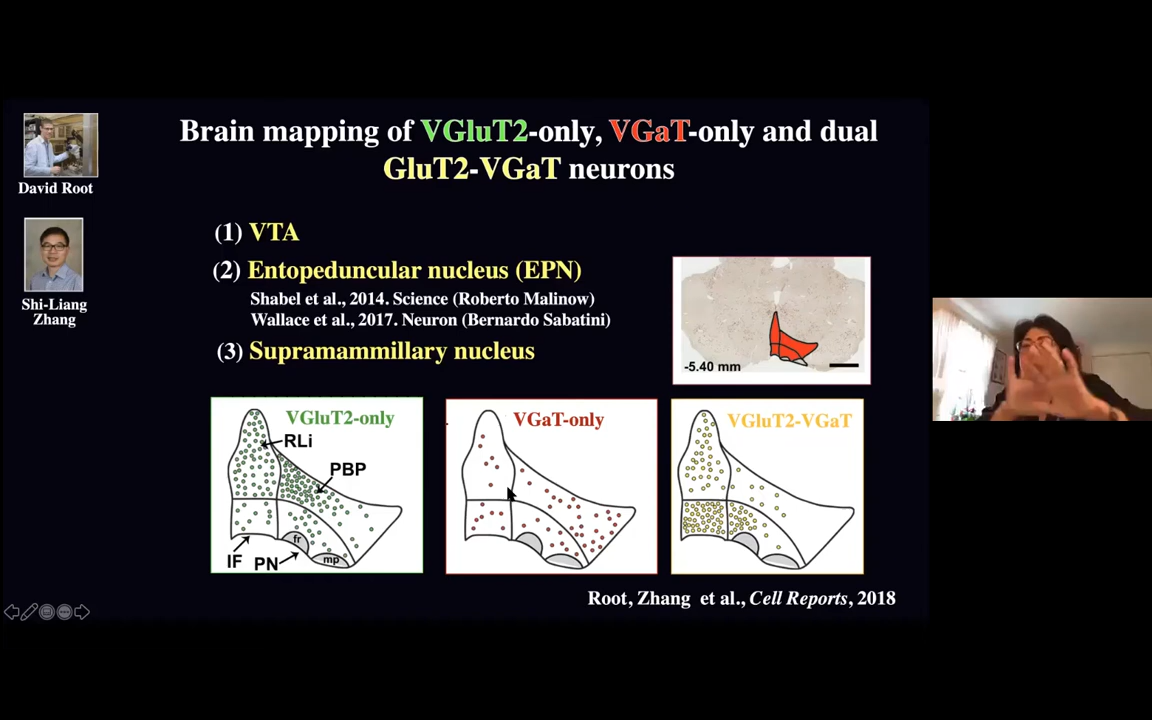 Brain mapping of VGluT2-only, VGaT-only and dual
GluT2-VGaT neurons
David Root
Shi-Liang
Zhang
(1) VTA
(2) Entopeduncular nucleus (EPN)
Shabel et al., 2014. Science (Roberto Malinow)
Wallace et al., 2017. Neuron (Bernardo Sabatini)
(3) Supramammillary nucleus
-5.40 mm
VGluT2-only
RLi
PBP
fr
IF
PN
mp
VGaT-only
VGluT2-VGaT
Root, Zhang et al., Cell Reports, 2018